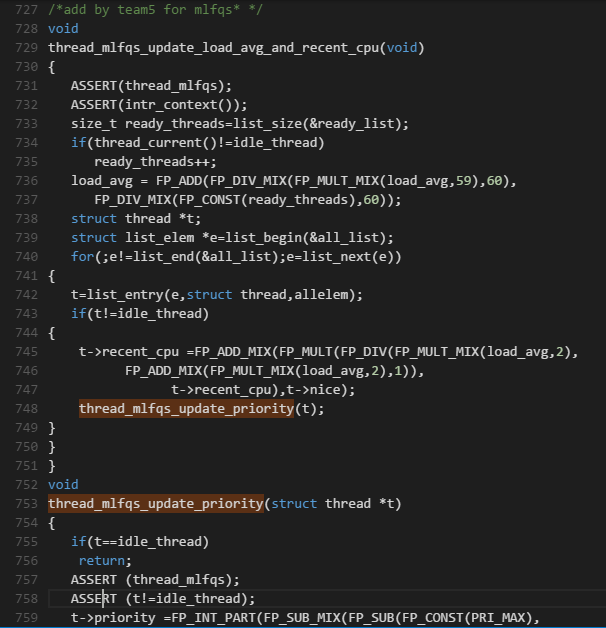 727 /*add by team5 for mlfqs* */
728 void
729 thread_mlfqs_update_load_avg_and_recent_cpu(void)
730 {
731    ASSERT(thread_mlfqs);
732    ASSERT(intr_context());
733    size_t ready_threads=list_size(&ready_list);
734    if(thread_current()!=idle_thread)
735       ready_threads++;
736    load_avg = FP_ADD(FP_DIV_MIX(FP_MULT_MIX(load_avg,59),60),
737       FP_DIV_MIX(FP_CONST(ready_threads),60));
738    struct thread *t;
739    struct list_elem *e=list_begin(&all_list);
740    for(;e!=list_end(&all_list);e=list_next(e))
741 {
742    t=list_entry(e,struct thread,allelem);
743    if(t!=idle_thread)
744 {
745     t->recent_cpu =FP_ADD_MIX(FP_MULT(FP_DIV(FP_MULT_MIX(load_avg,2),
746           FP_ADD_MIX(FP_MULT_MIX(load_avg,2),1)),
747                 t->recent_cpu),t->nice);
748     thread_mlfqs_update_priority(t);
749 }
750 }
751 }
752 void
753 thread_mlfqs_update_priority(struct thread *t)
754 {
755    if(t==idle_thread)
756     return;
757    ASSERT (thread_mlfqs);
758    ASSERT (t!=idle_thread);
759    t->priority =FP_INT_PART(FP_SUB_MIX(FP_SUB(FP_CONST(PRI_MAX),